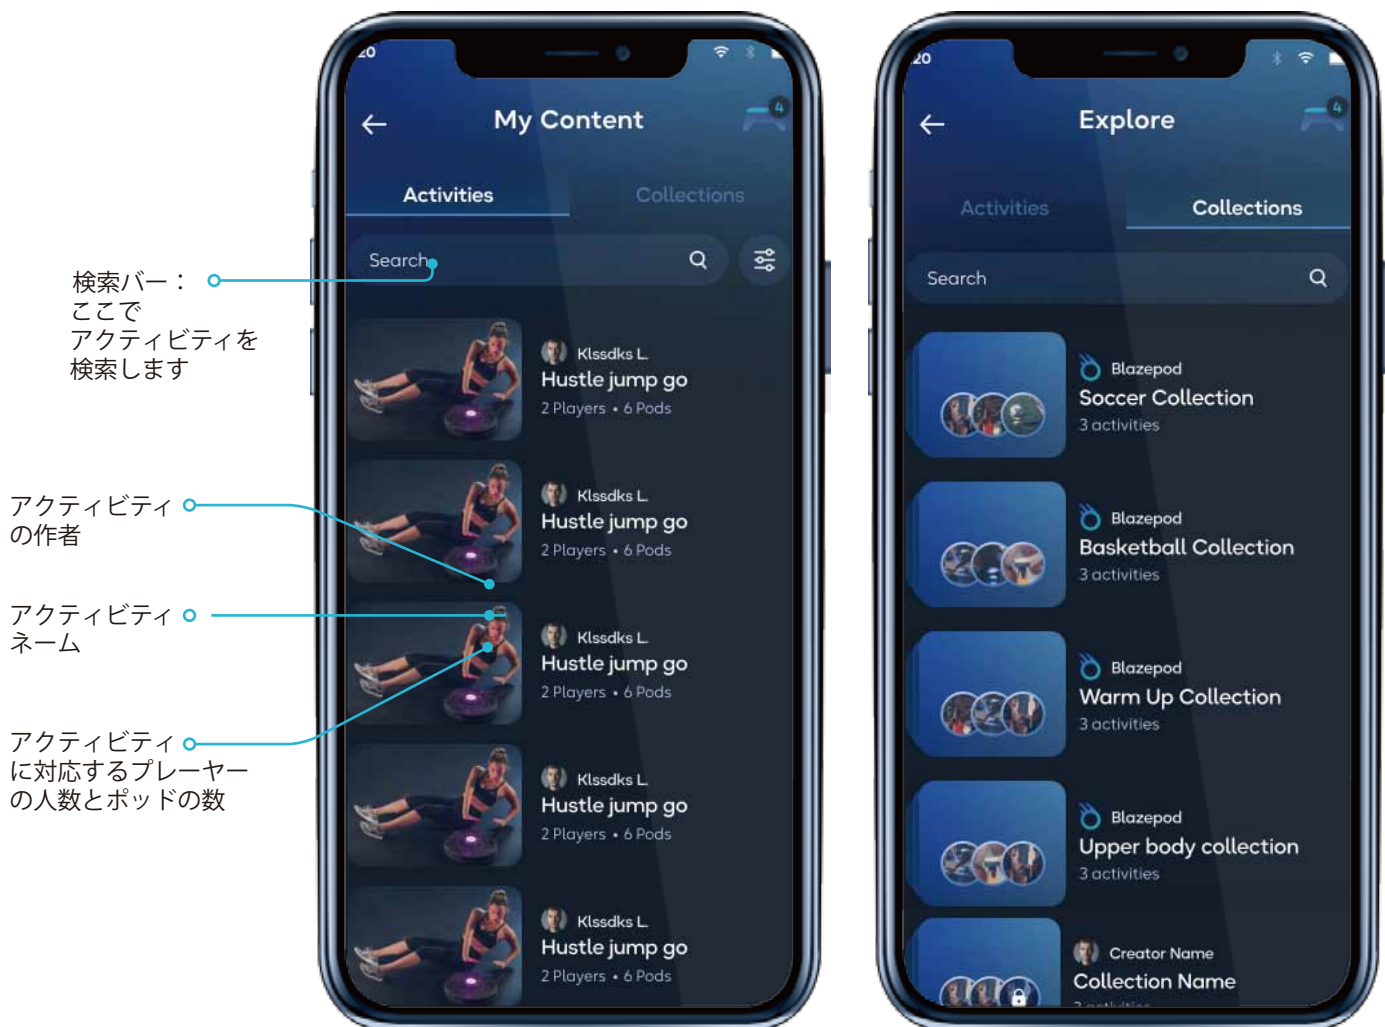 検索バー：
ここで
アクティビティを
検索します
アクティビティ
の作者
アクティビティ
ネーム
アクティビティ
に対応するプレーヤー
の人数とポッドの数
20
My Content
4
Activities
Collections
Search
Klssdks L.
Hustle jump go
2 Players • 6 Pods
Klssdks L.
Hustle jump go
2 Players • 6 Pods
Klssdks L.
Hustle jump go
2 Players • 6 Pods
Klssdks L.
Hustle jump go
2 Players • 6 Pods
Klssdks L.
Hustle jump go
2 Players • 6 Pods
20
Explore
4
Activities
Collections
Search
Blazepod
Soccer Collection
3 activities
Blazepod
Basketball Collection
3 activities
Blazepod
Warm Up Collection
3 activities
Blazepod
Upper body collection
3 activities
Creator Name
Collection Name
3 activities